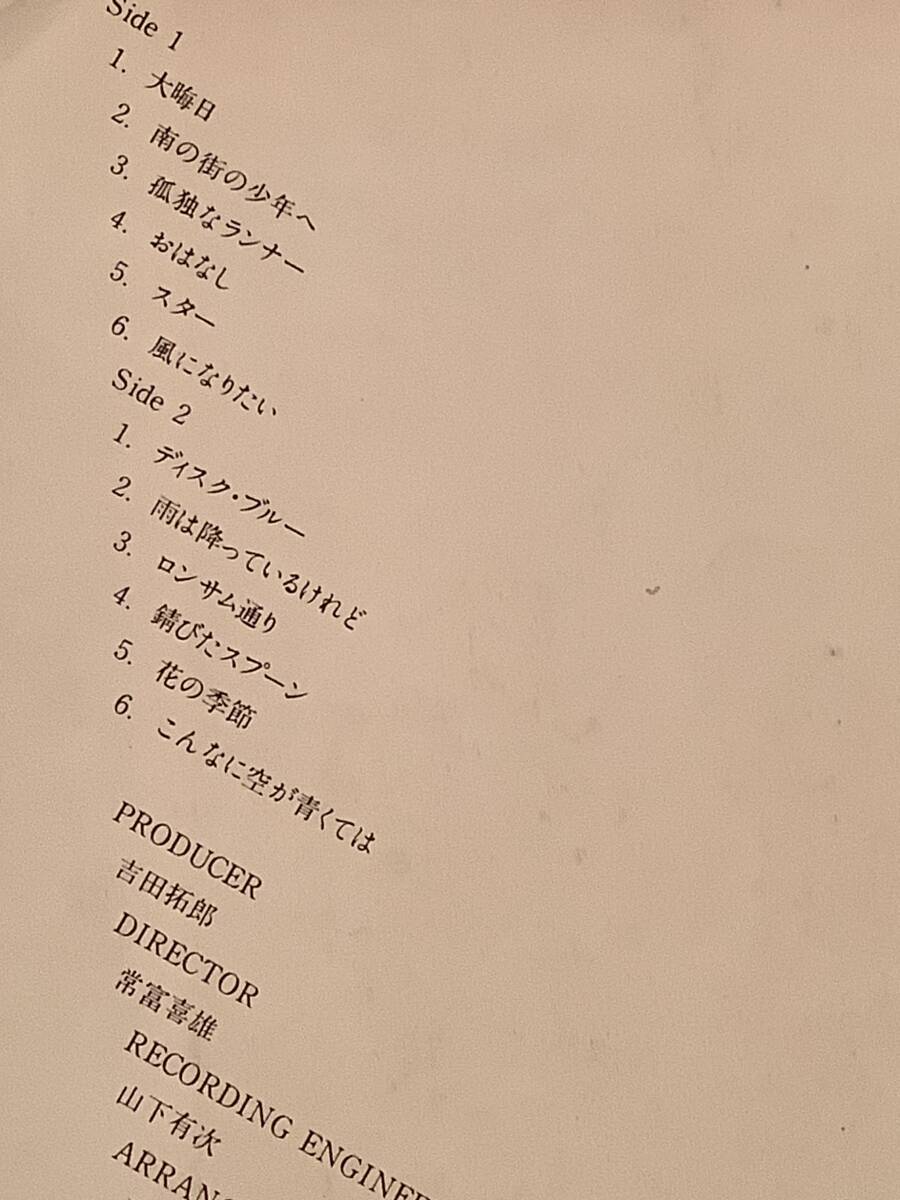 Side 1
1. 大晦日
2. 南の街の少年へ
3. 孤独なランナー
4. おはなし
5. スター
6. 風になりたい
Side 2
1. ディスク・ブルー
2. 雨は降っているけれど
3. ロンサム通り
4. 錆びたスプーン
5. 花の季節
6. こんなに空が青くては
PRODUCER
吉田拓郎
DIRECTOR
常富喜雄
RECORDING
山下有次